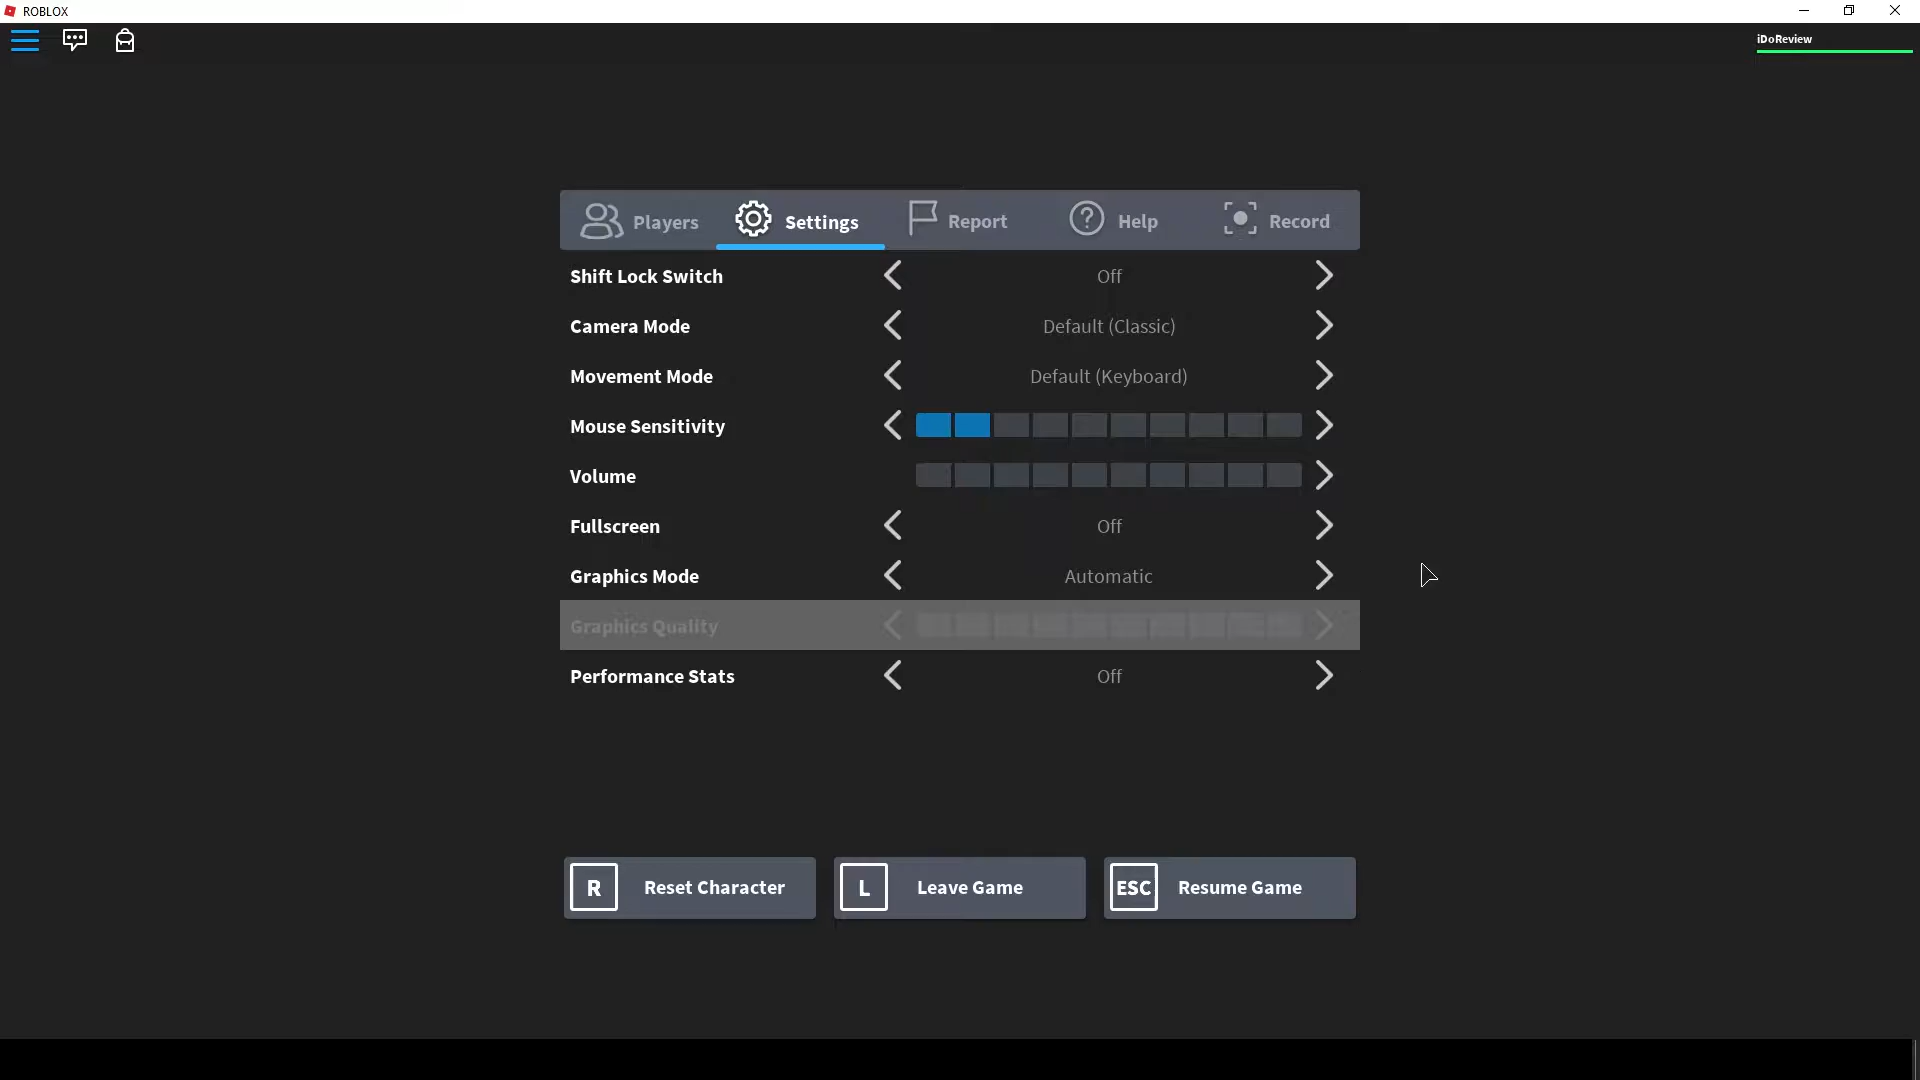 ROBLOX
iDoReview
Players Settings Report Help Record
Shift Lock Switch Off
Camera Mode Default (Classic)
Movement Mode Default (Keyboard)
Mouse Sensitivity
Volume
Fullscreen Off
Graphics Mode Automatic
Graphics Quality
Performance Stats Off
R Reset Character L Leave Game ESC Resume Game